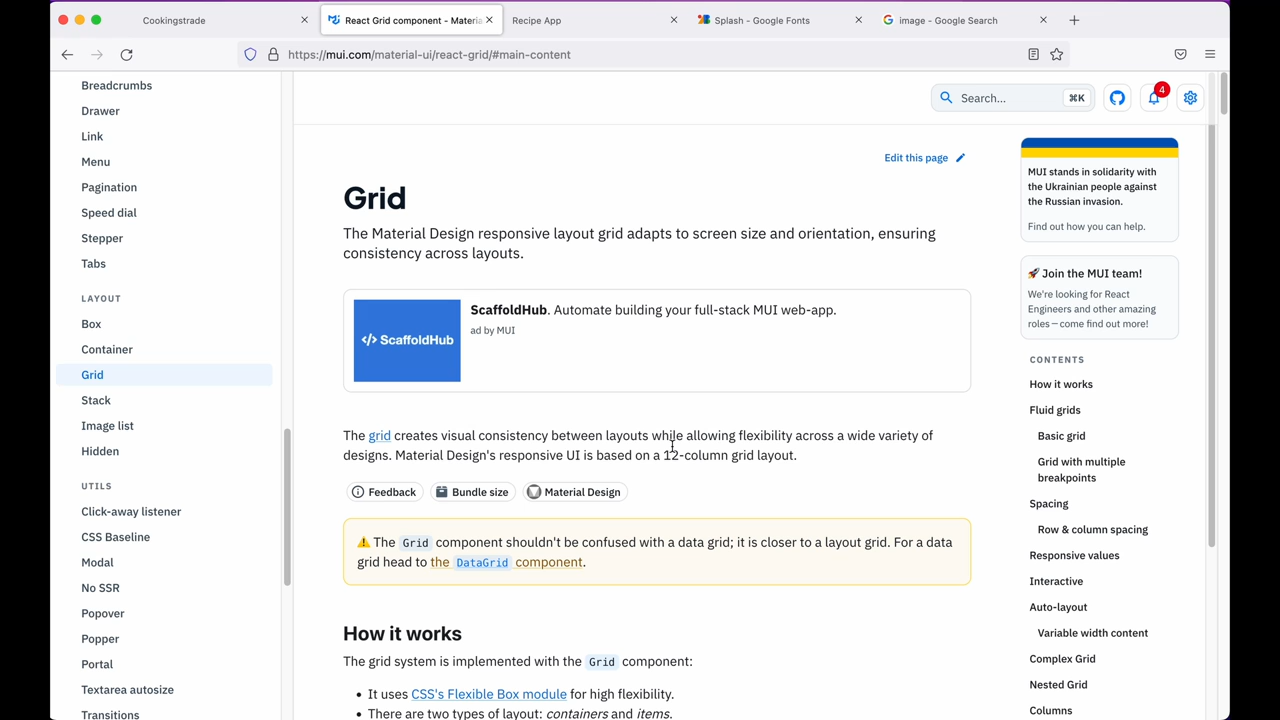 Cookingstrade
React Grid component - Materia
Recipe App
Splash - Google Fonts
image - Google Search
https://mui.com/material-ui/react-grid/#main-content
Breadcrumbs
Drawer
Link
Menu
Pagination
Speed dial
Stepper
Tabs
LAYOUT
Box
Container
Grid
Stack
Image list
Hidden
UTILS
Click-away listener
CSS Baseline
Modal
No SSR
Popover
Popper
Portal
Textarea autosize
Transitions
Search...
⌘K
4
Edit this page
Grid
The Material Design responsive layout grid adapts to screen size and orientation, ensuring
consistency across layouts.
</> ScaffoldHub
ScaffoldHub. Automate building your full-stack MUI web-app.
ad by MUI
The grid creates visual consistency between layouts while allowing flexibility across a wide variety of
designs. Material Design's responsive UI is based on a 12-column grid layout.
Feedback
Bundle size
Material Design
⚠️ The Grid component shouldn't be confused with a data grid; it is closer to a layout grid. For a data
grid head to the DataGrid component.
How it works
The grid system is implemented with the Grid component:
• It uses CSS's Flexible Box module for high flexibility.
• There are two types of layout: containers and items.
MUI stands in solidarity with
the Ukrainian people against
the Russian invasion.
Find out how you can help.
🚀 Join the MUI team!
We're looking for React
Engineers and other amazing
roles—come find out more!
CONTENTS
How it works
Fluid grids
Basic grid
Grid with multiple
breakpoints
Spacing
Row & column spacing
Responsive values
Interactive
Auto-layout
Variable width content
Complex Grid
Nested Grid
Columns